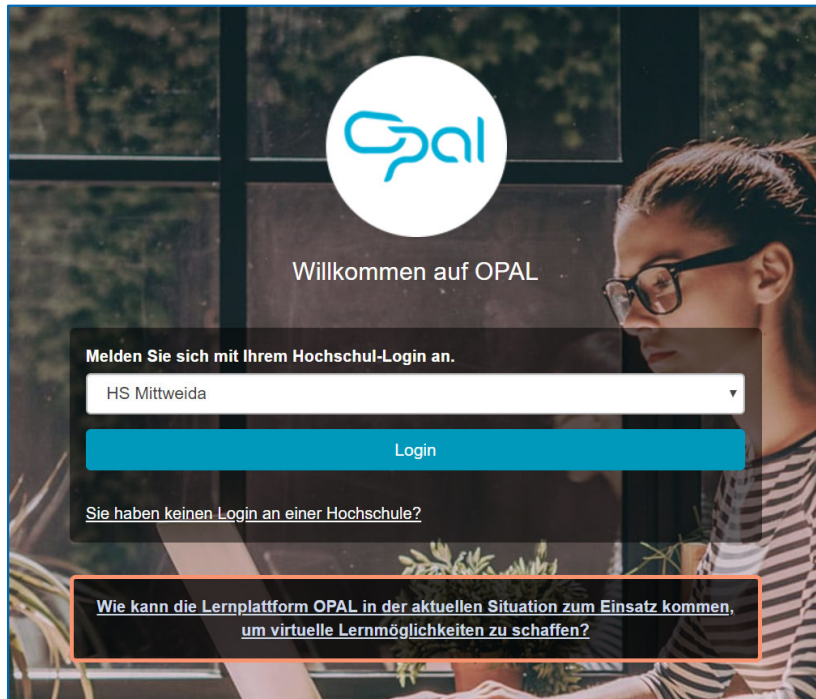 Opal
Willkommen auf OPAL
Melden Sie sich mit Ihrem Hochschul-Login an.
HS Mittweida
Login
Sie haben keinen Login an einer Hochschule?
Wie kann die Lernplattform OPAL in der aktuellen Situation zum Einsatz kommen,
um virtuelle Lernmöglichkeiten zu schaffen?